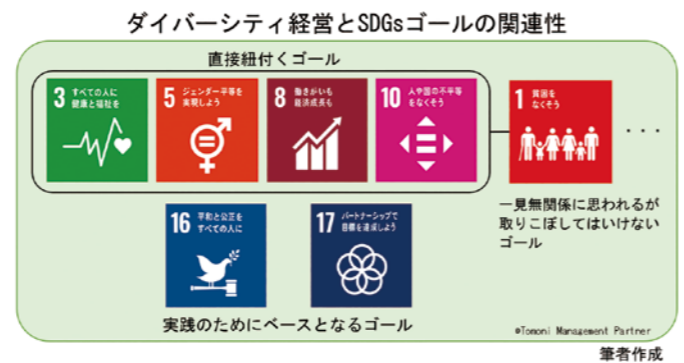 ダイバーシティ経営とSDGsゴールの関連性
直接紐付くゴール
3 すべての人に
健康と福祉を
5 ジェンダー平等を
実現しよう
8 働きがいも
経済成長も
10 人や国の不平等
をなくそう
1 貧困を
なくそう
・・・
一見無関係に思われるが
取りこぼしてはいけない
ゴール
16 平和と公正を
すべての人に
17 パートナーシップで
目標を達成しよう
実践のためにベースとなるゴール
©Tomoni Management Partner
筆者作成